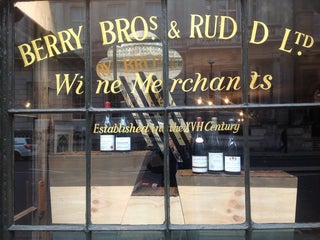 BERRY BROS. & RUDD LTD.
Wine Merchants
Established in the XVII Century